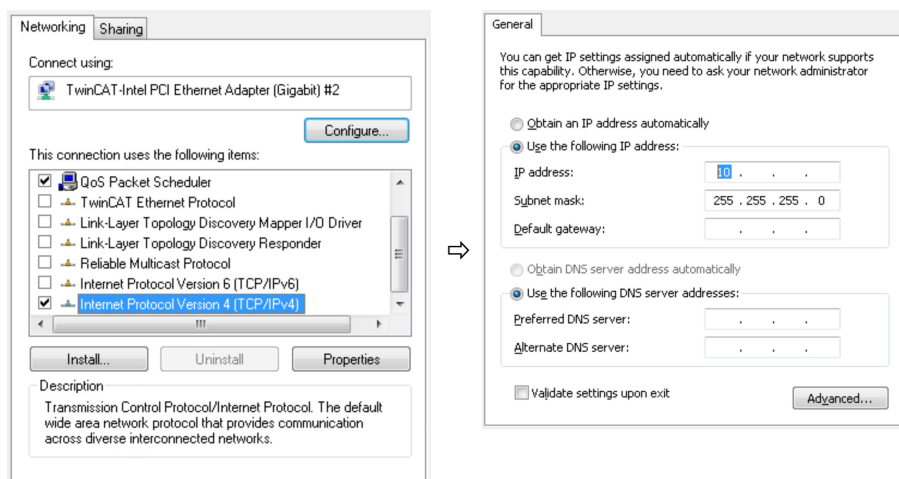 Networking
Sharing
Connect using:
TwinCAT-Intel PCI Ethernet Adapter (Gigabit) #2
Configure...
This connection uses the following items:
QoS Packet Scheduler
TwinCAT Ethernet Protocol
Link-Layer Topology Discovery Mapper I/O Driver
Link-Layer Topology Discovery Responder
Reliable Multicast Protocol
Internet Protocol Version 6 (TCP/IPv6)
Internet Protocol Version 4 (TCP/IPv4)
Install...
Uninstall
Properties
Description
Transmission Control Protocol/Internet Protocol. The default
wide area network protocol that provides communication
across diverse interconnected networks.
General
You can get IP settings assigned automatically if your network supports
this capability. Otherwise, you need to ask your network administrator
for the appropriate IP settings.
Obtain an IP address automatically
Use the following IP address:
IP address: 10 . . .
Subnet mask: 255 . 255 . 255 . 0
Default gateway: . . .
Obtain DNS server address automatically
Use the following DNS server addresses:
Preferred DNS server: . . .
Alternate DNS server: . . .
Validate settings upon exit
Advanced...